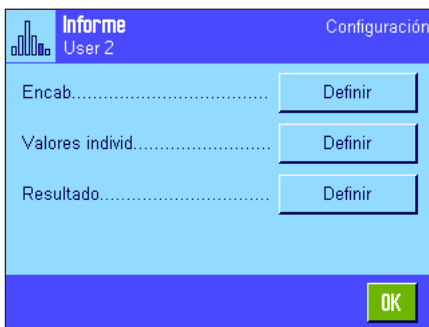 Informe
Configuración
User 2
Encab................................... Definir
Valores individ......................... Definir
Resultado............................... Definir
OK